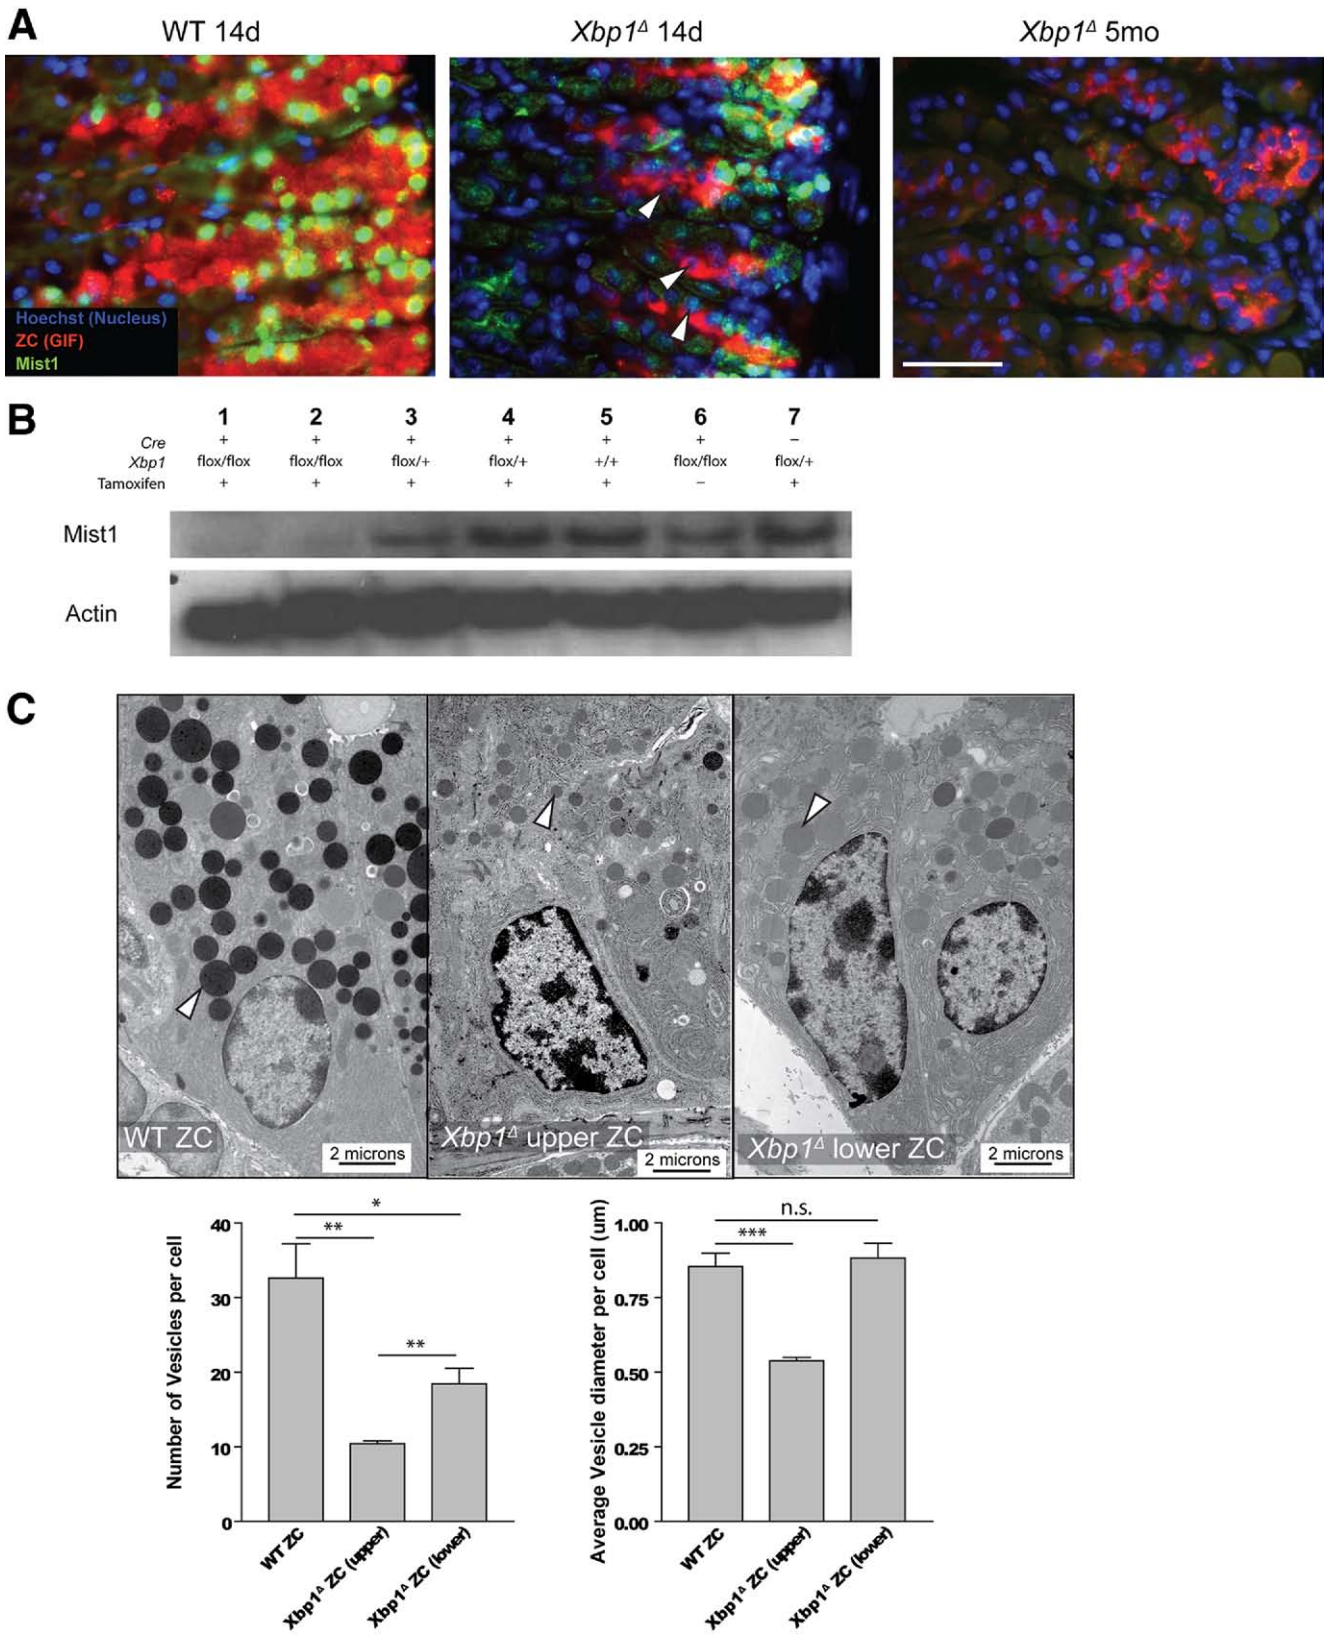 A
WT 14d
Xbp1Δ 14d
Xbp1Δ 5mo
Hoechst (Nucleus)
ZC (GIF)
Mist1
B
1 2 3 4 5 6 7
Cre + + + + + + –
Xbp1 flox/flox flox/flox flox/+ flox/+ +/+ flox/flox flox/+
Tamoxifen + + + + + – +
Mist1
Actin
C
WT ZC
2 microns
Xbp1Δ upper ZC
2 microns
Xbp1Δ lower ZC
2 microns
Number of Vesicles per cell
40
30
20
10
0
*
**
**
WT ZC
Xbp1Δ ZC (upper)
Xbp1Δ ZC (lower)
Average Vesicle diameter per cell (um)
1.00
0.75
0.50
0.25
0.00
n.s.
***
WT ZC
Xbp1Δ ZC (upper)
Xbp1Δ ZC (lower)